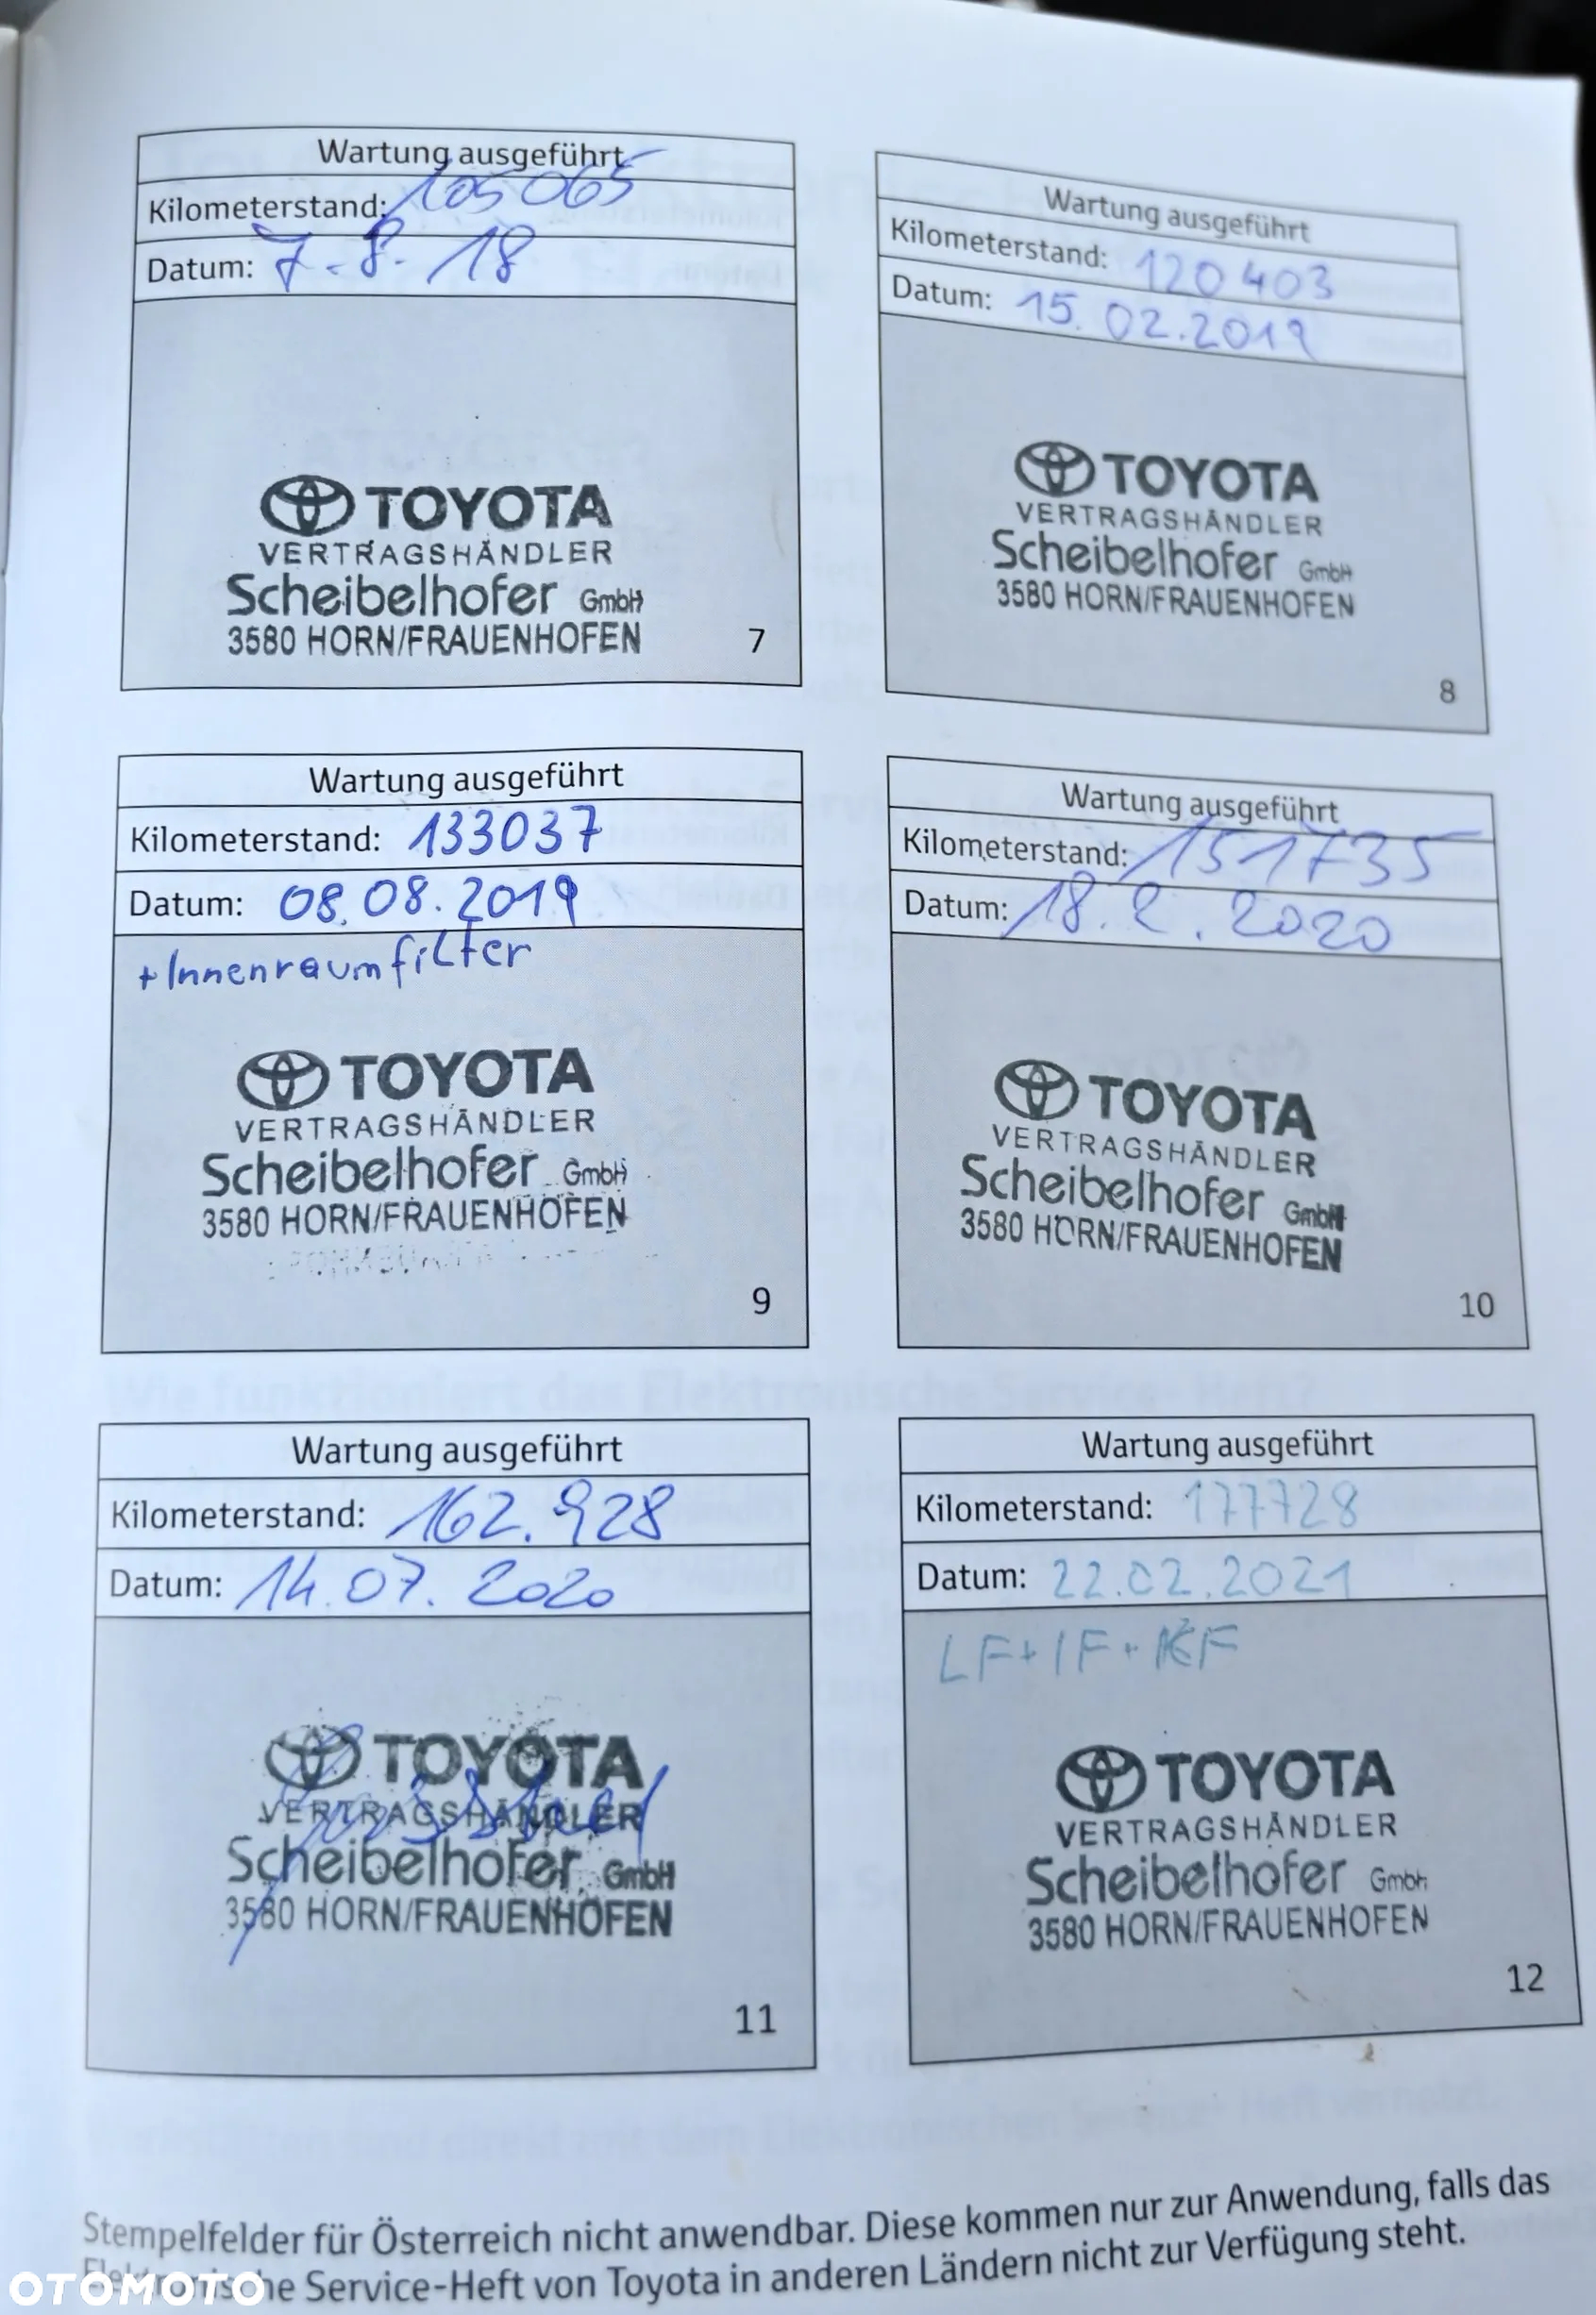 Wartung ausgeführt
Kilometerstand: 105065
Datum: 7.8.18
TOYOTA
VERTRAGSHÄNDLER
Scheibelhofer GmbH
3580 HORN/FRAUENHOFEN
7
Wartung ausgeführt
Kilometerstand: 120403
Datum: 15.02.2019
TOYOTA
VERTRAGSHÄNDLER
Scheibelhofer GmbH
3580 HORN/FRAUENHOFEN
8
Wartung ausgeführt
Kilometerstand: 133037
Datum: 08.08.2019
+ Innenraumfilter
TOYOTA
VERTRAGSHÄNDLER
Scheibelhofer GmbH
3580 HORN/FRAUENHOFEN
9
Wartung ausgeführt
Kilometerstand: 151735
Datum: 18.2.2020
TOYOTA
VERTRAGSHÄNDLER
Scheibelhofer GmbH
3580 HORN/FRAUENHOFEN
10
Wartung ausgeführt
Kilometerstand: 162.928
Datum: 14.07.2020
TOYOTA
VERTRAGSHÄNDLER
Scheibelhofer GmbH
3580 HORN/FRAUENHOFEN
11
Wartung ausgeführt
Kilometerstand: 177728
Datum: 22.02.2021
LF+IF+KF
TOYOTA
VERTRAGSHÄNDLER
Scheibelhofer GmbH
3580 HORN/FRAUENHOFEN
12
Stempelfelder für Österreich nicht anwendbar. Diese kommen nur zur Anwendung, falls das
Elektronische Service-Heft von Toyota in anderen Ländern nicht zur Verfügung steht.
OTOMOTO